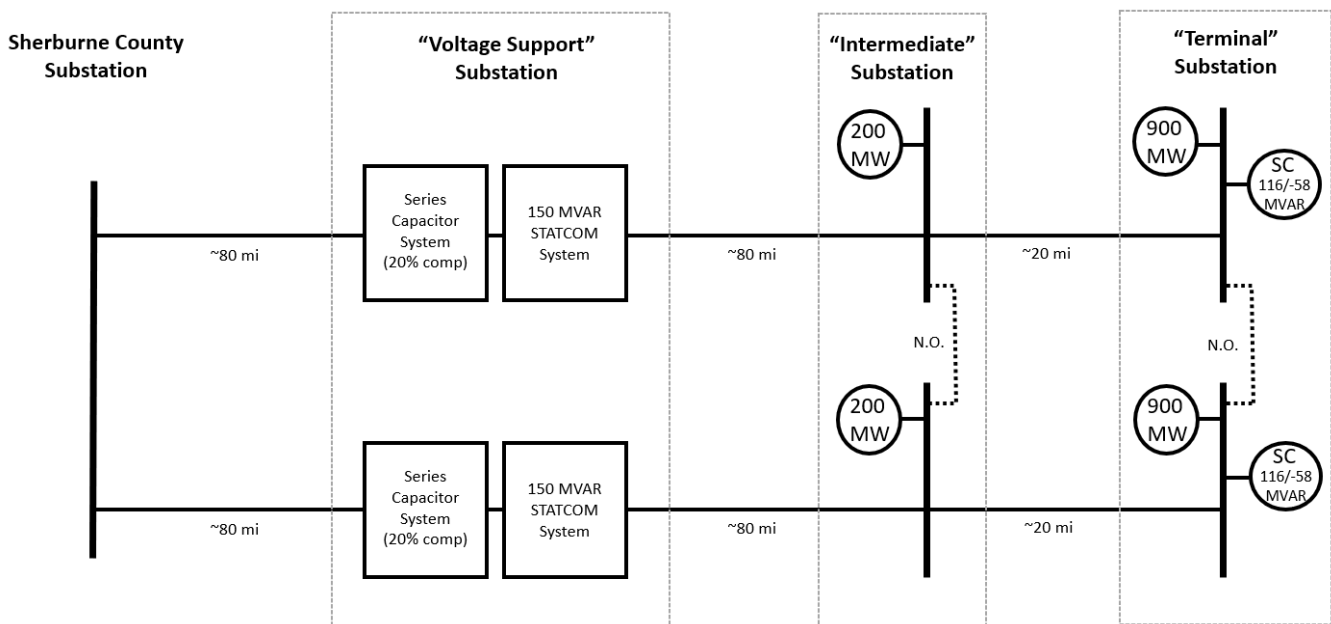 Sherburne County
Substation
“Voltage Support”
Substation
“Intermediate”
Substation
“Terminal”
Substation
200
MW
900
MW
SC
116/-58
MVAR
Series
Capacitor
System
(20% comp)
150 MVAR
STATCOM
System
~80 mi
~80 mi
~20 mi
N.O.
N.O.
200
MW
900
MW
SC
116/-58
MVAR
Series
Capacitor
System
(20% comp)
150 MVAR
STATCOM
System
~80 mi
~80 mi
~20 mi